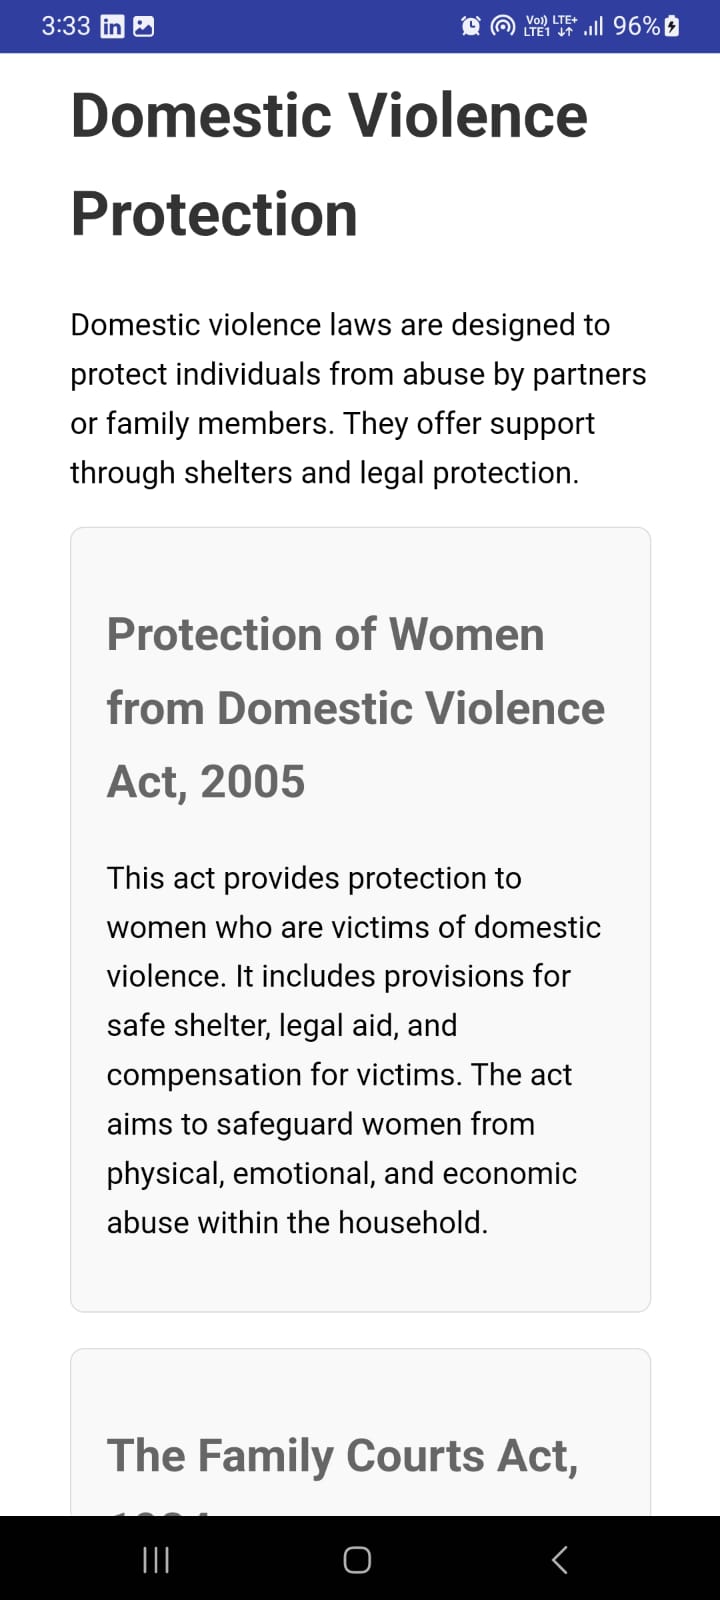 3:33 in Vo)) LTE+ LTE1 96%
Domestic Violence
Protection
Domestic violence laws are designed to
protect individuals from abuse by partners
or family members. They offer support
through shelters and legal protection.
Protection of Women
from Domestic Violence
Act, 2005
This act provides protection to
women who are victims of domestic
violence. It includes provisions for
safe shelter, legal aid, and
compensation for victims. The act
aims to safeguard women from
physical, emotional, and economic
abuse within the household.
The Family Courts Act,